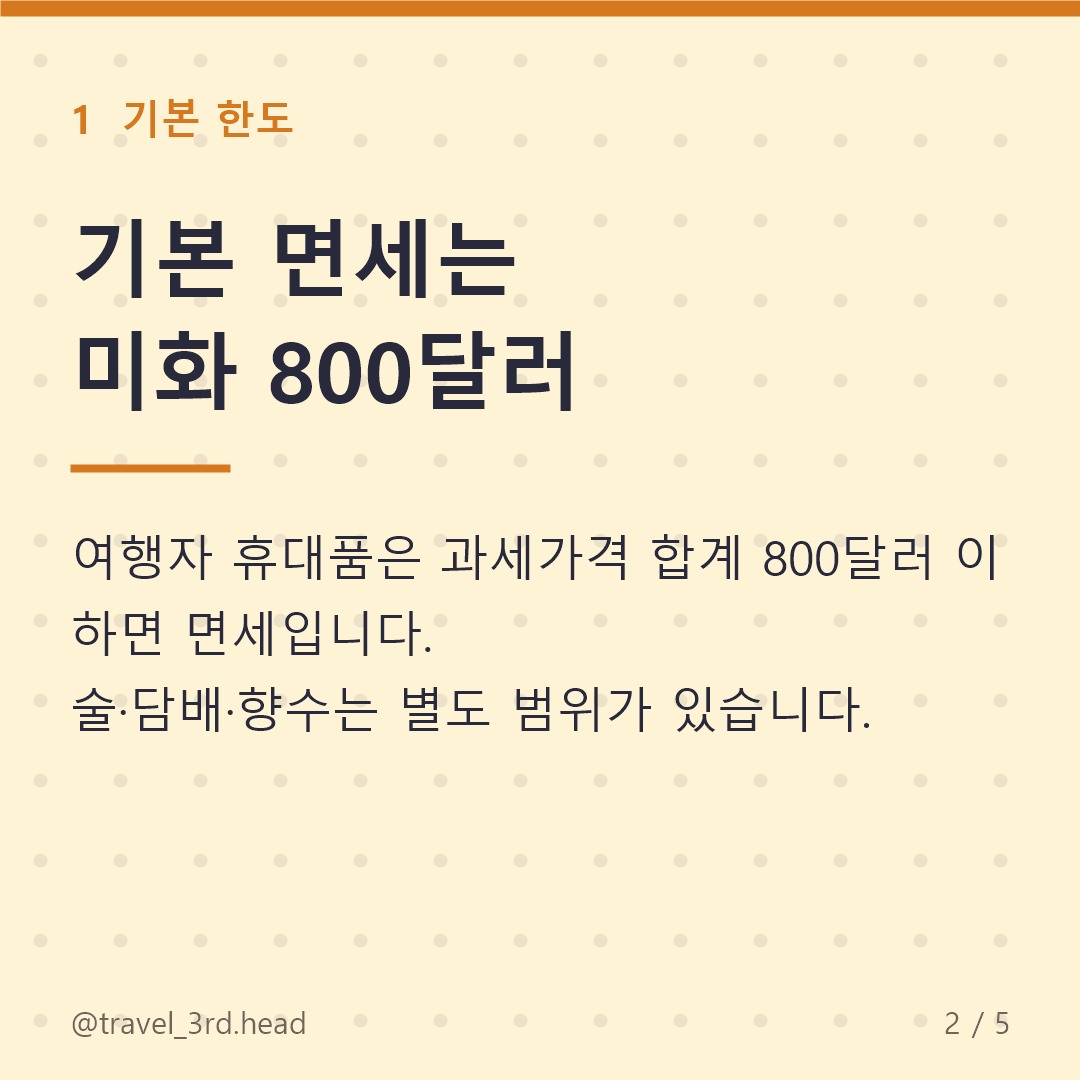 1 기본 한도
기본 면세는
미화 800달러
여행자 휴대품은 과세가격 합계 800달러 이
하면 면세입니다.
술·담배·향수는 별도 범위가 있습니다.
@travel_3rd.head
2 / 5